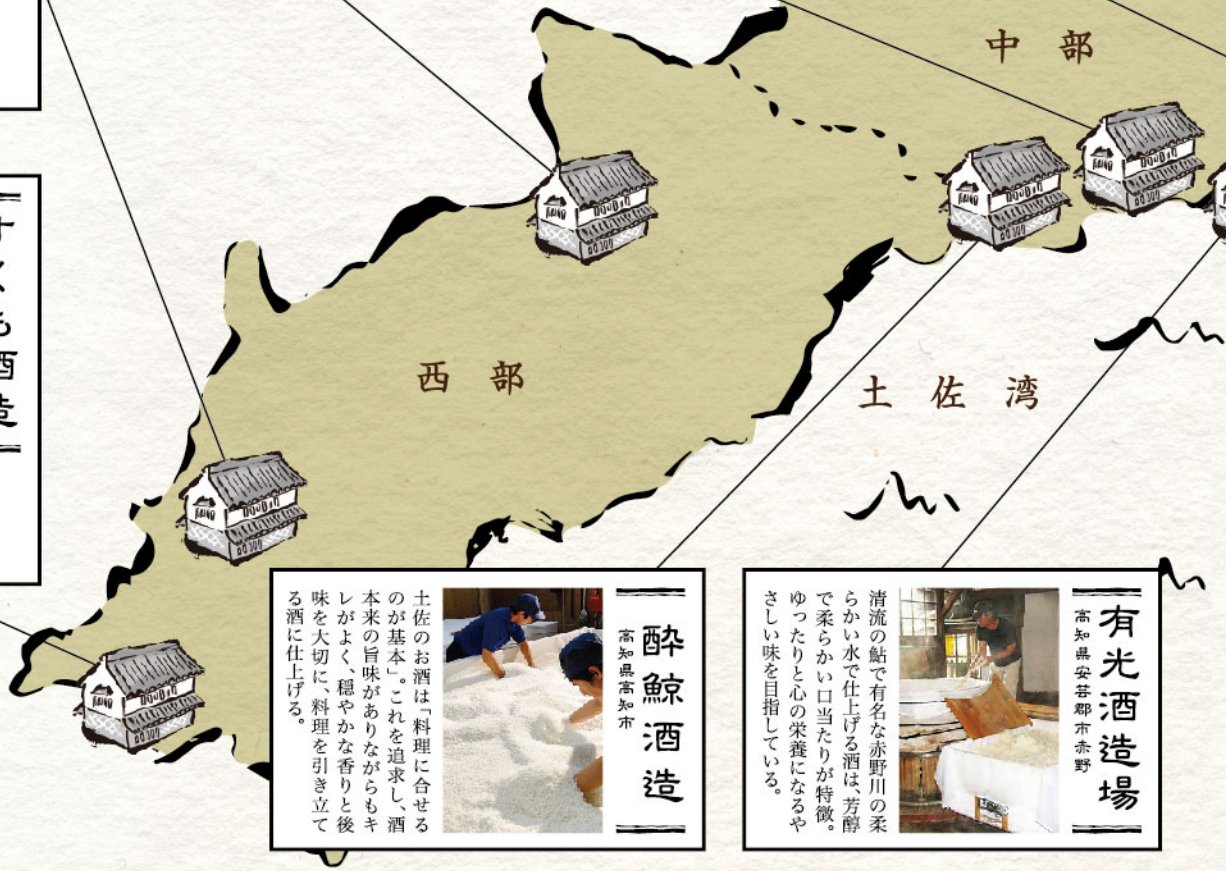 中部
西部
土佐湾
有光酒造場
高知県安芸郡市赤野
清流の鮎で有名な赤野川の柔
らかい水で仕上げる酒は、芳醇
で柔らかい口当たりが特徴。
ゆったりと心の栄養になるや
さしい味を目指している。
酔鯨酒造
高知県高知市
土佐のお酒は「料理に合せる
のが基本」。これを追求し、酒
本来の旨味がありながらもキ
レがよく、穏やかな香りと後
味を大切に、料理を引き立て
る酒に仕上げる。
すくも酒造